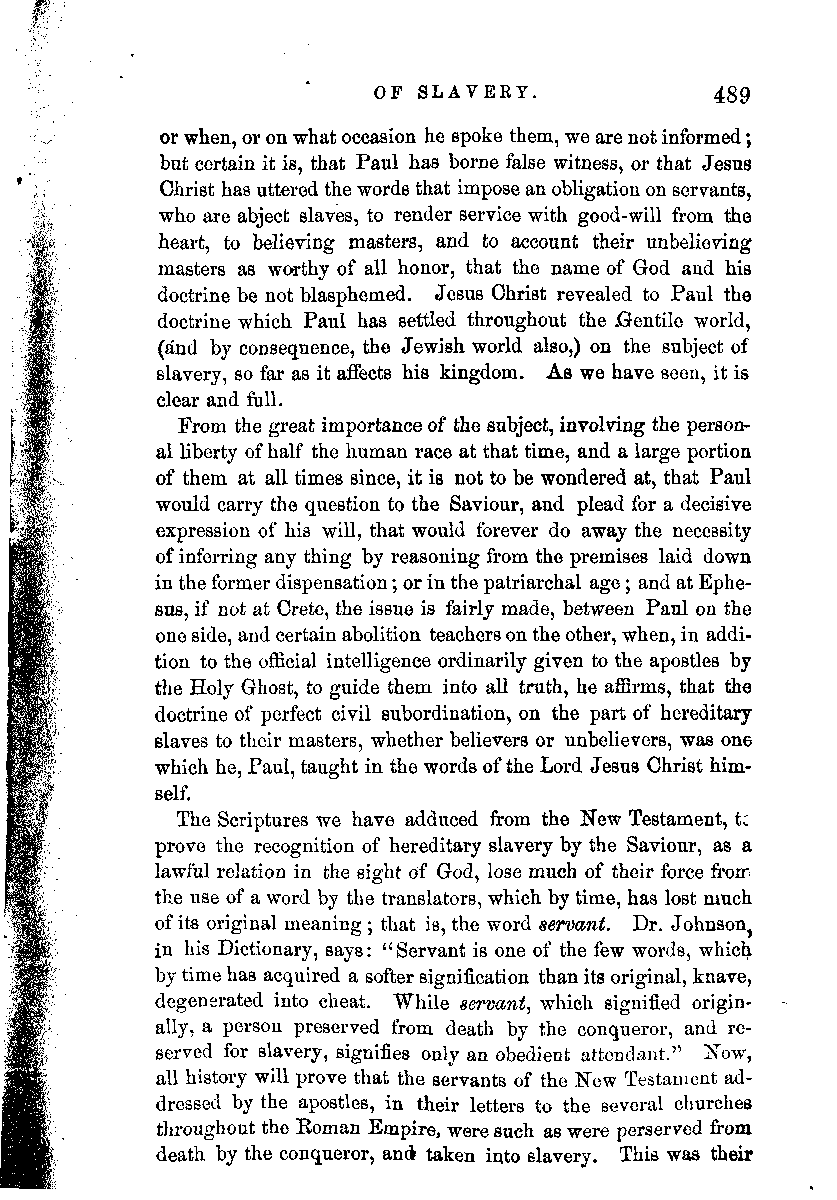 OF SLAVERY. 489
or when, or on what occasion he spoke them, we are not informed;
but certain it is, that Paul has borne false witness, or that Jesus
Christ has uttered the words that impose an obligation on servants,
who are abject slaves, to render service with good-will from the
heart, to believing masters, and to account their unbelieving
masters as worthy of all honor, that the name of God and his
doctrine be not blasphemed. Jesus Christ revealed to Paul the
doctrine which Paul has settled throughout the Gentile world,
(and by consequence, the Jewish world also,) on the subject of
slavery, so far as it affects his kingdom. As we have seen, it is
clear and full.
From the great importance of the subject, involving the person-
al liberty of half the human race at that time, and a large portion
of them at all times since, it is not to be wondered at, that Paul
would carry the question to the Saviour, and plead for a decisive
expression of his will, that would forever do away the necessity
of inferring any thing by reasoning from the premises laid down
in the former dispensation; or in the patriarchal age; and at Ephe-
sus, if not at Crete, the issue is fairly made, between Paul on the
one side, and certain abolition teachers on the other, when, in addi-
tion to the official intelligence ordinarily given to the apostles by
the Holy Ghost, to guide them into all truth, he affirms, that the
doctrine of perfect civil subordination, on the part of hereditary
slaves to their masters, whether believers or unbelievers, was one
which he, Paul, taught in the words of the Lord Jesus Christ him-
self.
The Scriptures we have adduced from the New Testament, to
prove the recognition of hereditary slavery by the Saviour, as a
lawful relation in the sight of God, lose much of their force from
the use of a word by the translators, which by time, has lost much
of its original meaning; that is, the word servant. Dr. Johnson,
in his Dictionary, says: "Servant is one of the few words, which
by time has acquired a softer signification than its original, knave,
degenerated into cheat. While servant, which signified origin-
ally, a person preserved from death by the conqueror, and re-
served for slavery, signifies only an obedient attendant." Now,
all history will prove that the servants of the New Testament ad-
dressed by the apostles, in their letters to the several churches
throughout the Roman Empire, were such as were perserved from
death by the conqueror, and taken into slavery. This was their